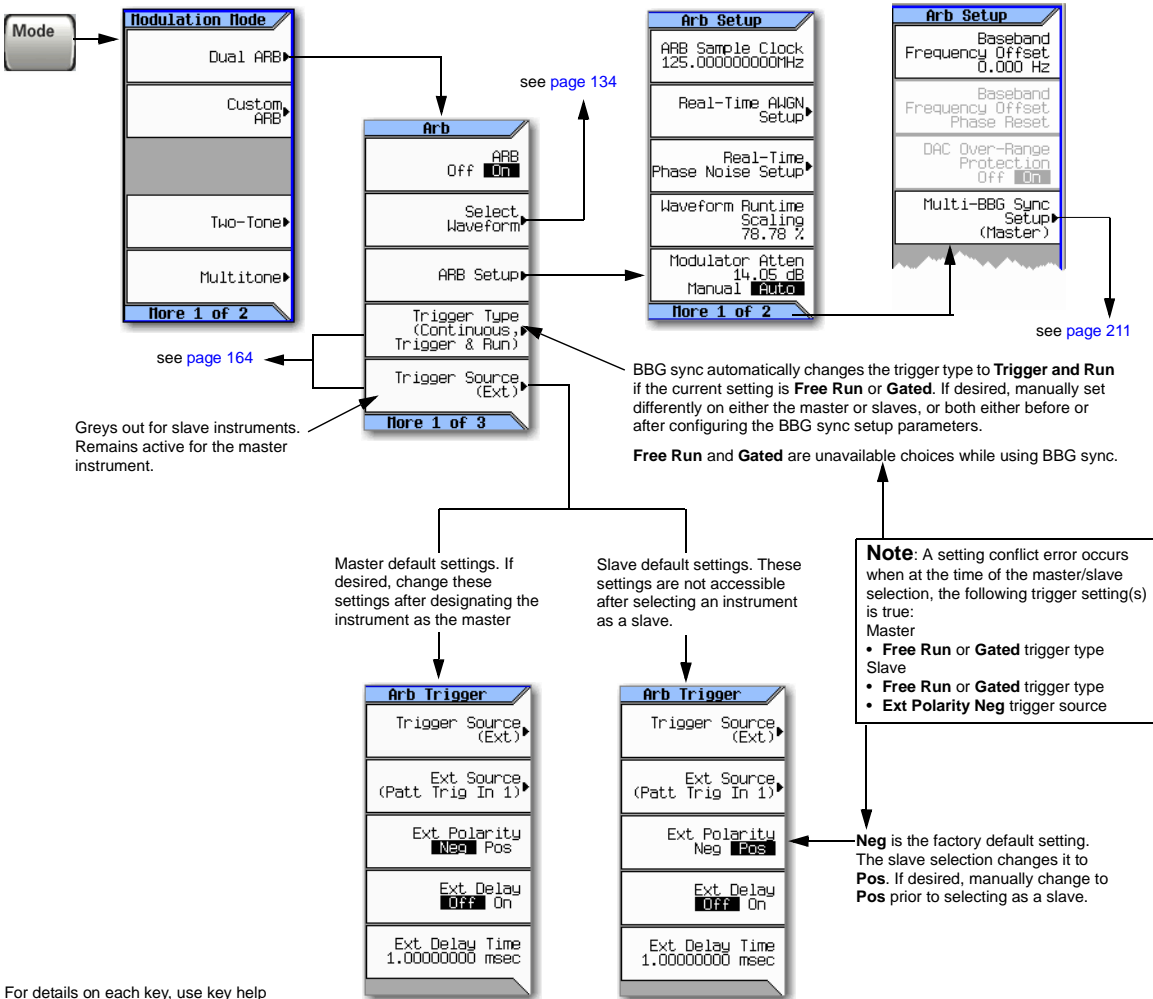 Mode
Modulation Mode
Dual ARB
Custom
ARB
Two-Tone
Multitone
More 1 of 2
Arb
ARB
Off On
Select
Waveform
ARB Setup
Trigger Type
(Continuous,
Trigger & Run)
Trigger Source
(Ext)
More 1 of 3
see page 134
Arb Setup
ARB Sample Clock
125.000000000MHz
Real-Time AWGN
Setup
Real-Time
Phase Noise Setup
Waveform Runtime
Scaling
78.78 %
Modulator Atten
14.05 dB
Manual Auto
More 1 of 2
Arb Setup
Baseband
Frequency Offset
0.000 Hz
Baseband
Frequency Offset
Phase Reset
DAC Over-Range
Protection
Off On
Multi-BBG Sync
Setup
(Master)
see page 211
see page 164
Greys out for slave instruments.
Remains active for the master
instrument.
BBG sync automatically changes the trigger type to Trigger and Run
if the current setting is Free Run or Gated. If desired, manually set
differently on either the master or slaves, or both either before or
after configuring the BBG sync setup parameters.
Free Run and Gated are unavailable choices while using BBG sync.
Master default settings. If
desired, change these
settings after designating the
instrument as the master
Slave default settings. These
settings are not accessible
after selecting an instrument
as a slave.
Note: A setting conflict error occurs
when at the time of the master/slave
selection, the following trigger setting(s)
is true:
Master
• Free Run or Gated trigger type
Slave
• Free Run or Gated trigger type
• Ext Polarity Neg trigger source
Arb Trigger
Trigger Source
(Ext)
Ext Source
(Patt Trig In 1)
Ext Polarity
Neg Pos
Ext Delay
Off On
Ext Delay Time
1.00000000 msec
Arb Trigger
Trigger Source
(Ext)
Ext Source
(Patt Trig In 1)
Ext Polarity
Neg Pos
Ext Delay
Off On
Ext Delay Time
1.00000000 msec
Neg is the factory default setting.
The slave selection changes it to
Pos. If desired, manually change to
Pos prior to selecting as a slave.
For details on each key, use key help